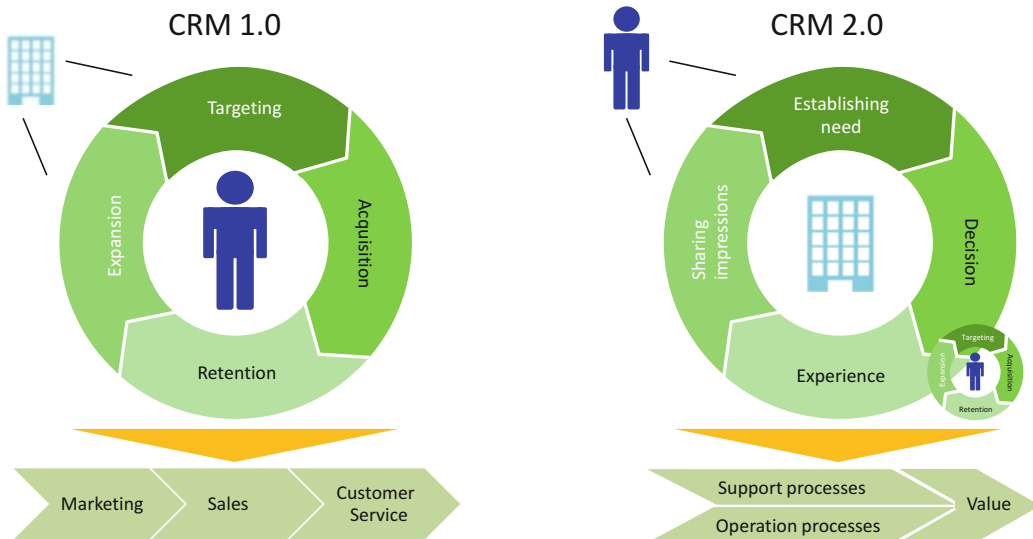 CRM 1.0
Targeting
Acquisition
Retention
Expansion
Marketing
Sales
Customer
Service
CRM 2.0
Establishing
need
Decision
Experience
Sharing
impressions
Targeting
Acquisition
Retention
Expansion
Support processes
Operation processes
Value